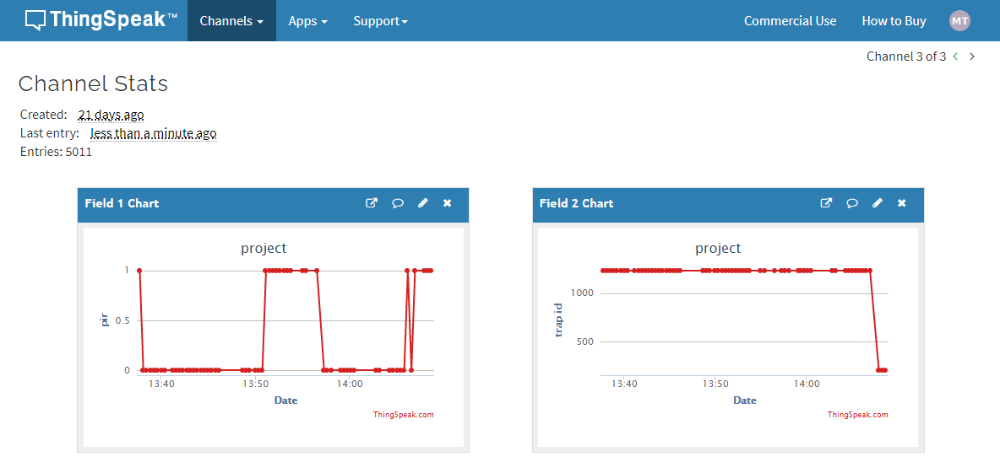 ThingSpeak™ Channels Apps Support Commercial Use How to Buy MT
Channel 3 of 3 < >
Channel Stats
Created: 21 days ago
Last entry: less than a minute ago
Entries: 5011
Field 1 Chart
project
pir
1
0.5
0
13:40 13:50 14:00
Date
ThingSpeak.com
Field 2 Chart
project
trap id
1000
500
13:40 13:50 14:00
Date
ThingSpeak.com